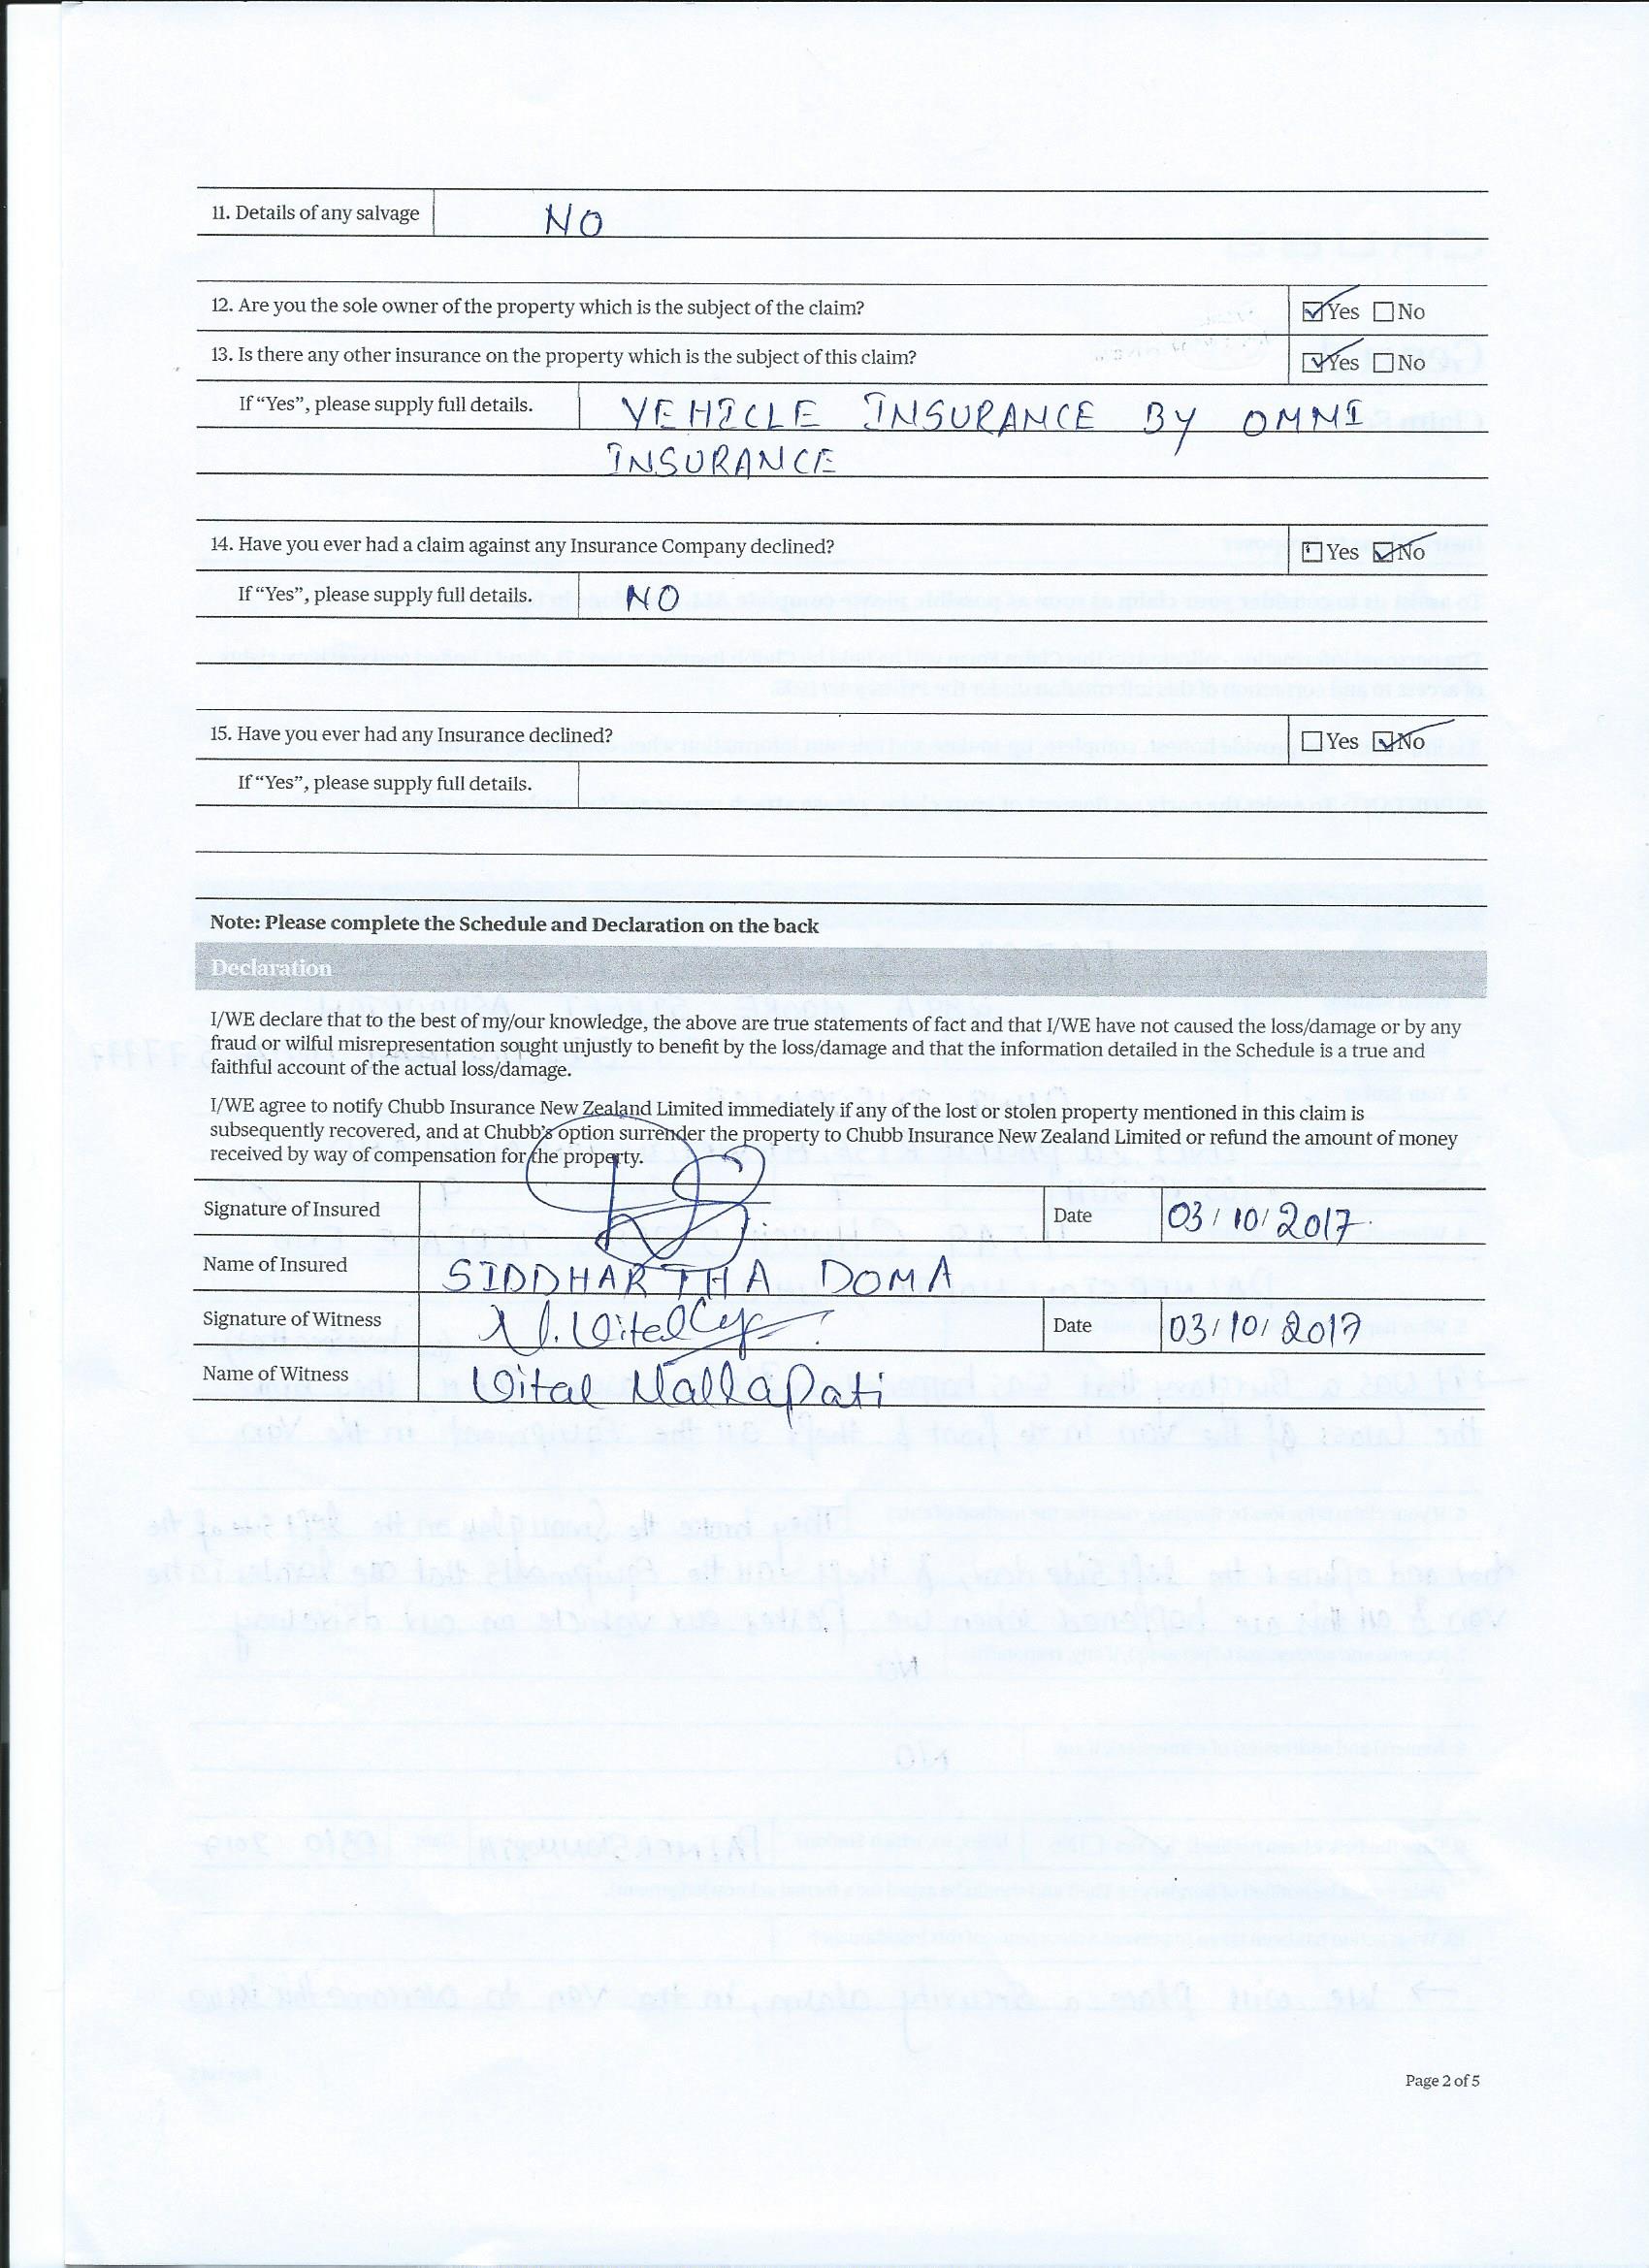 11. Details of any salvage NO
12. Are you the sole owner of the property which is the subject of the claim? Yes No
13. Is there any other insurance on the property which is the subject of this claim? Yes No
If "Yes", please supply full details. VEHICLE INSURANCE BY OMNI
INSURANCE
14. Have you ever had a claim against any Insurance Company declined? Yes No
If "Yes", please supply full details. NO
15. Have you ever had any Insurance declined? Yes No
If "Yes", please supply full details.
Note: Please complete the Schedule and Declaration on the back
Declaration
I/WE declare that to the best of my/our knowledge, the above are true statements of fact and that I/WE have not caused the loss/damage or by any
fraud or wilful misrepresentation sought unjustly to benefit by the loss/damage and that the information detailed in the Schedule is a true and
faithful account of the actual loss/damage.
I/WE agree to notify Chubb Insurance New Zealand Limited immediately if any of the lost or stolen property mentioned in this claim is
subsequently recovered, and at Chubb's option surrender the property to Chubb Insurance New Zealand Limited or refund the amount of money
received by way of compensation for the property.
Signature of Insured Date 03/10/2017
Name of Insured SIDDHARTHA DOMA
Signature of Witness Date 03/10/2017
Name of Witness Vital Mallapati
Page 2 of 5